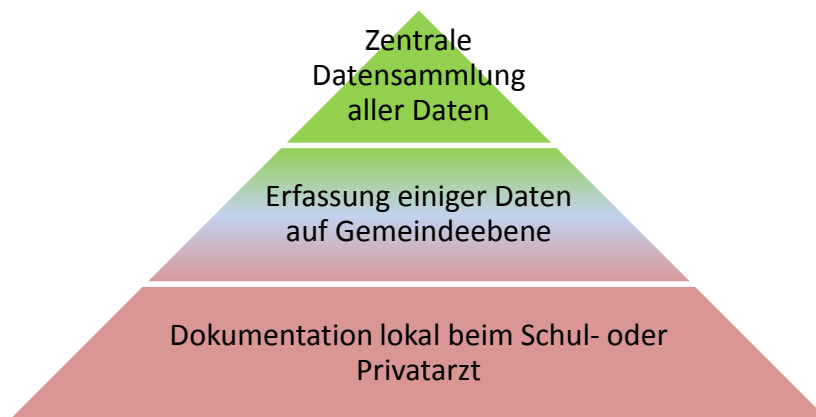 Zentrale
Datensammlung
aller Daten
Erfassung einiger Daten
auf Gemeindeebene
Dokumentation lokal beim Schul- oder
Privatarzt